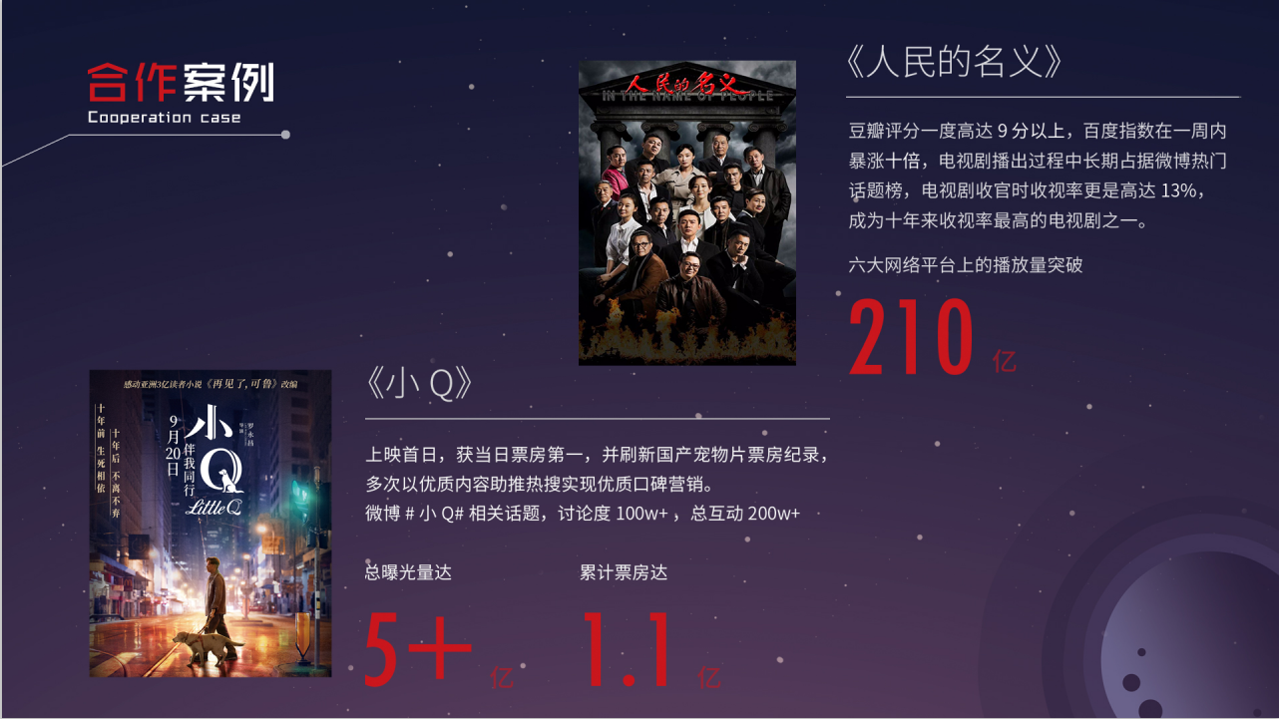 合作案例
Cooperation case
人民的名义
IN THE NAME OF PEOPLE
《人民的名义》
豆瓣评分一度高达 9 分以上，百度指数在一周内
暴涨十倍，电视剧播出过程中长期占据微博热门
话题榜，电视剧收官时收视率更是高达 13%，
成为十年来收视率最高的电视剧之一。
六大网络平台上的播放量突破
210 亿
感动亚洲3亿读者小说《再见了,可鲁》改编
十年前 生死相依
十年后 不离不弃
9月20日
伴我同行
小Q
Little Q
罗永昌
《小 Q》
上映首日，获当日票房第一，并刷新国产宠物片票房纪录，
多次以优质内容助推热搜实现优质口碑营销。
微博 # 小 Q# 相关话题，讨论度 100w+ ，总互动 200w+
总曝光量达
5+ 亿
累计票房达
1.1 亿